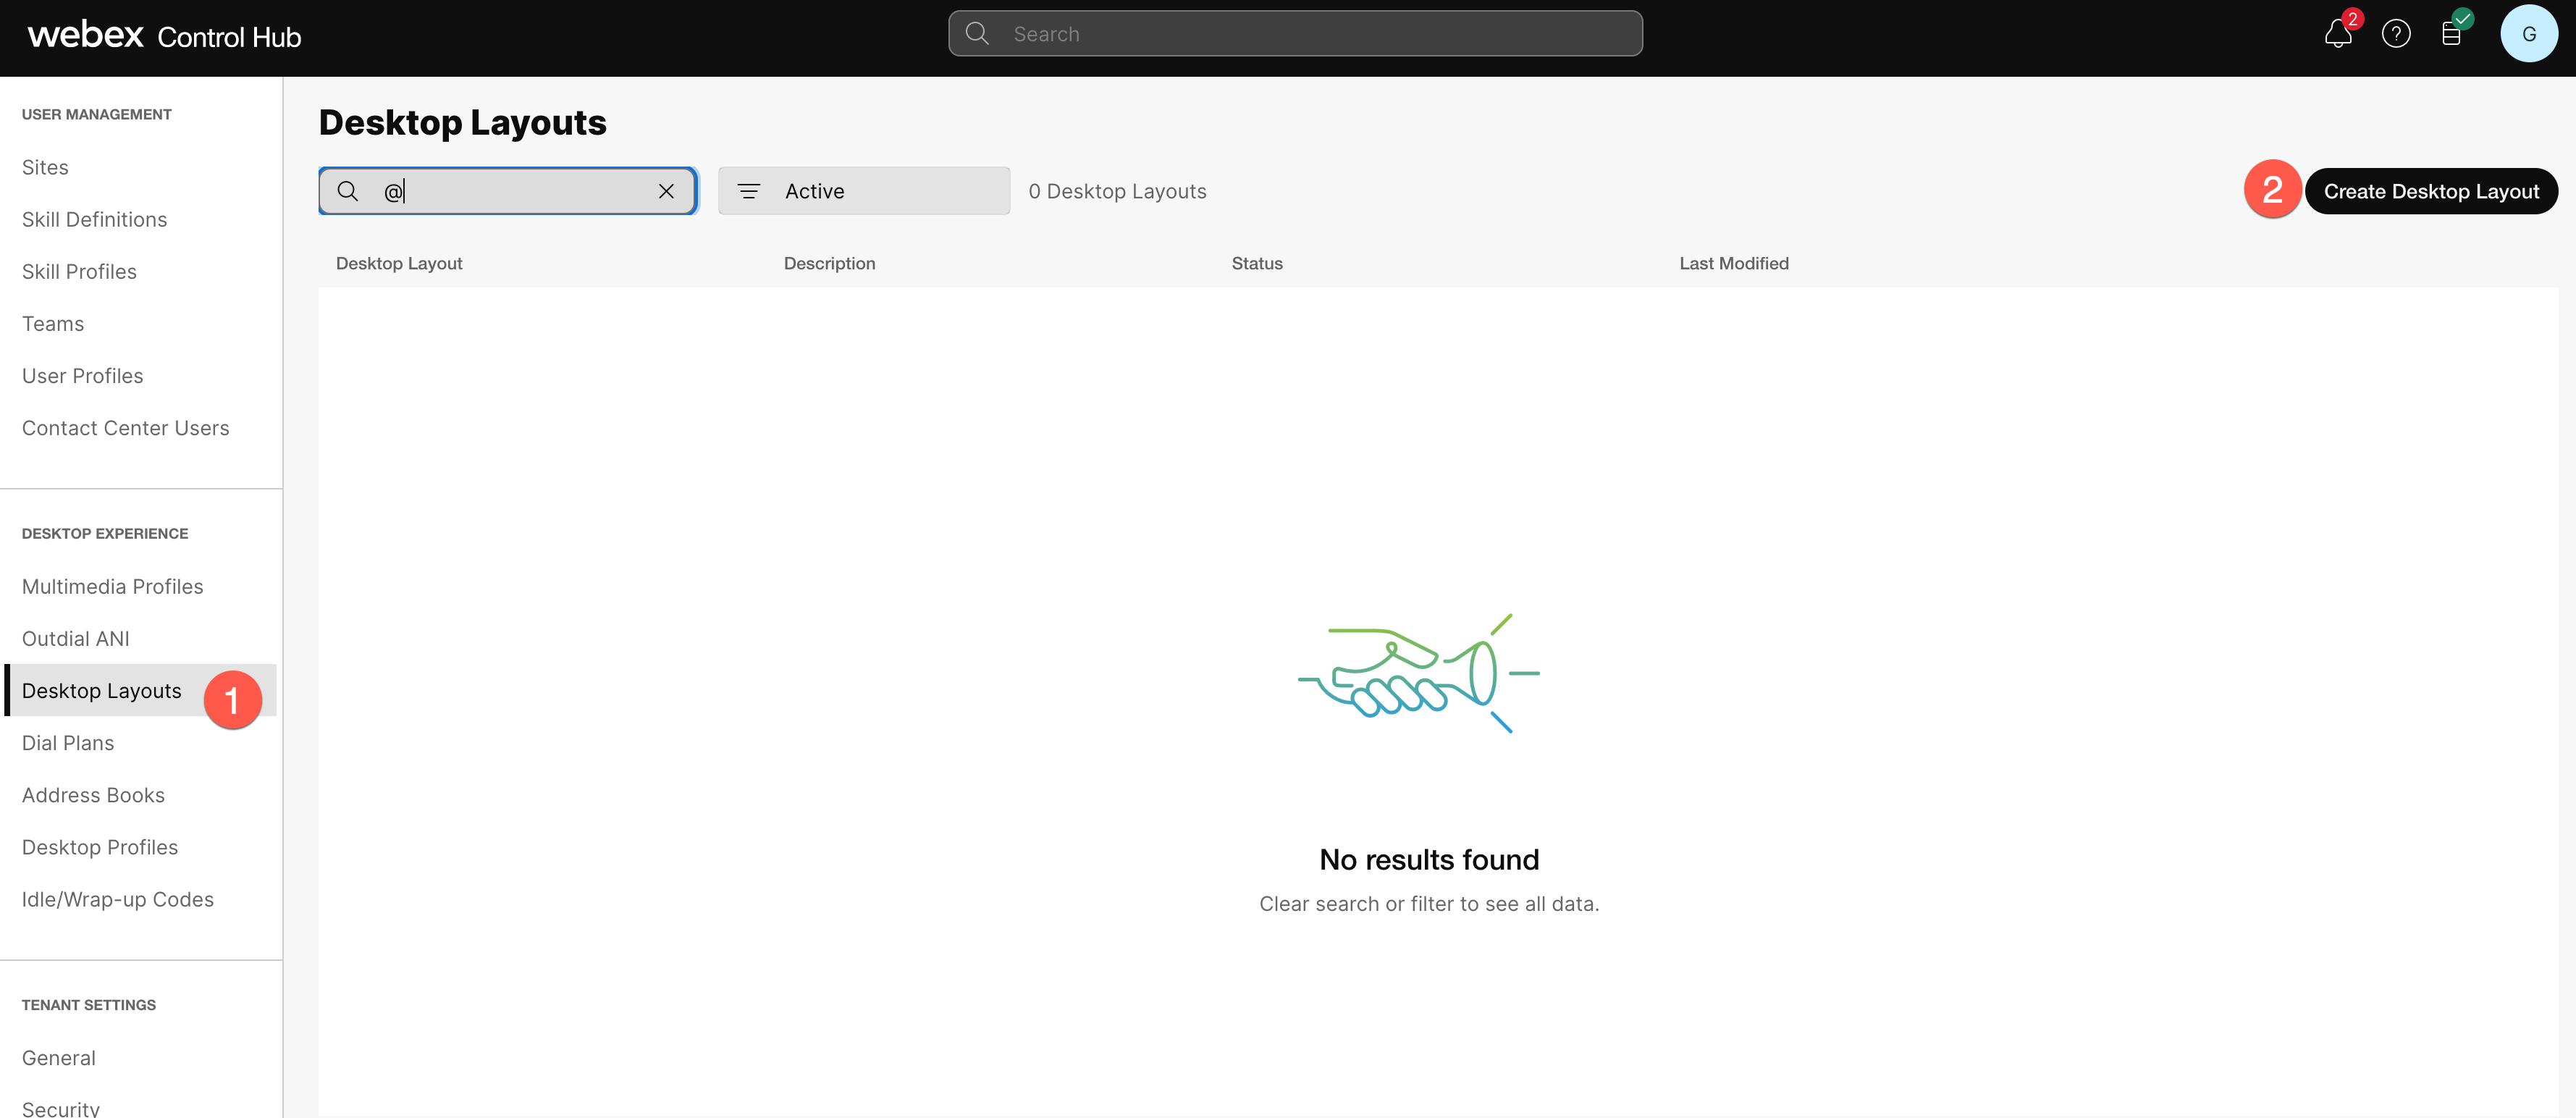 webex Control Hub
Search
2
?
G
USER MANAGEMENT
Sites
Skill Definitions
Skill Profiles
Teams
User Profiles
Contact Center Users
DESKTOP EXPERIENCE
Multimedia Profiles
Outdial ANI
Desktop Layouts
1
Dial Plans
Address Books
Desktop Profiles
Idle/Wrap-up Codes
TENANT SETTINGS
General
Security
Desktop Layouts
@
Active
0 Desktop Layouts
2
Create Desktop Layout
Desktop Layout
Description
Status
Last Modified
No results found
Clear search or filter to see all data.